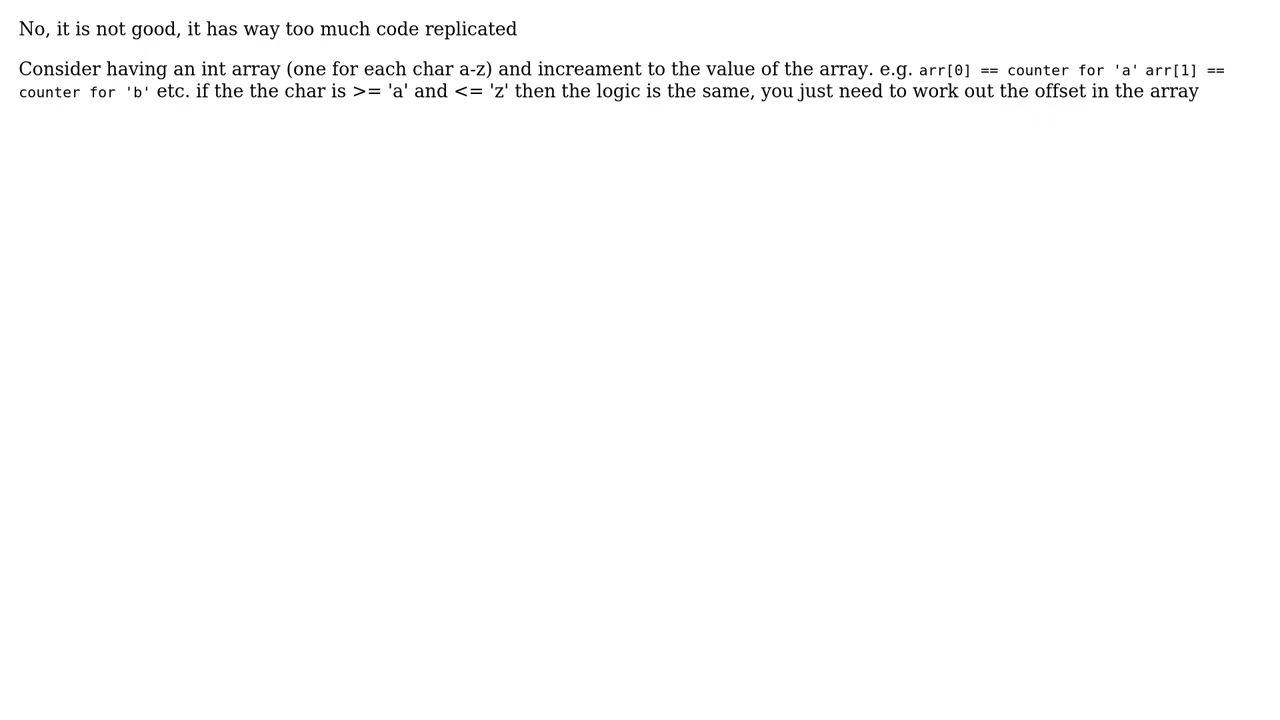 No, it is not good, it has way too much code replicated
Consider having an int array (one for each char a-z) and increament to the value of the array. e.g. arr[0] == counter for 'a' arr[1] ==
counter for 'b' etc. if the the char is >= 'a' and <= 'z' then the logic is the same, you just need to work out the offset in the array